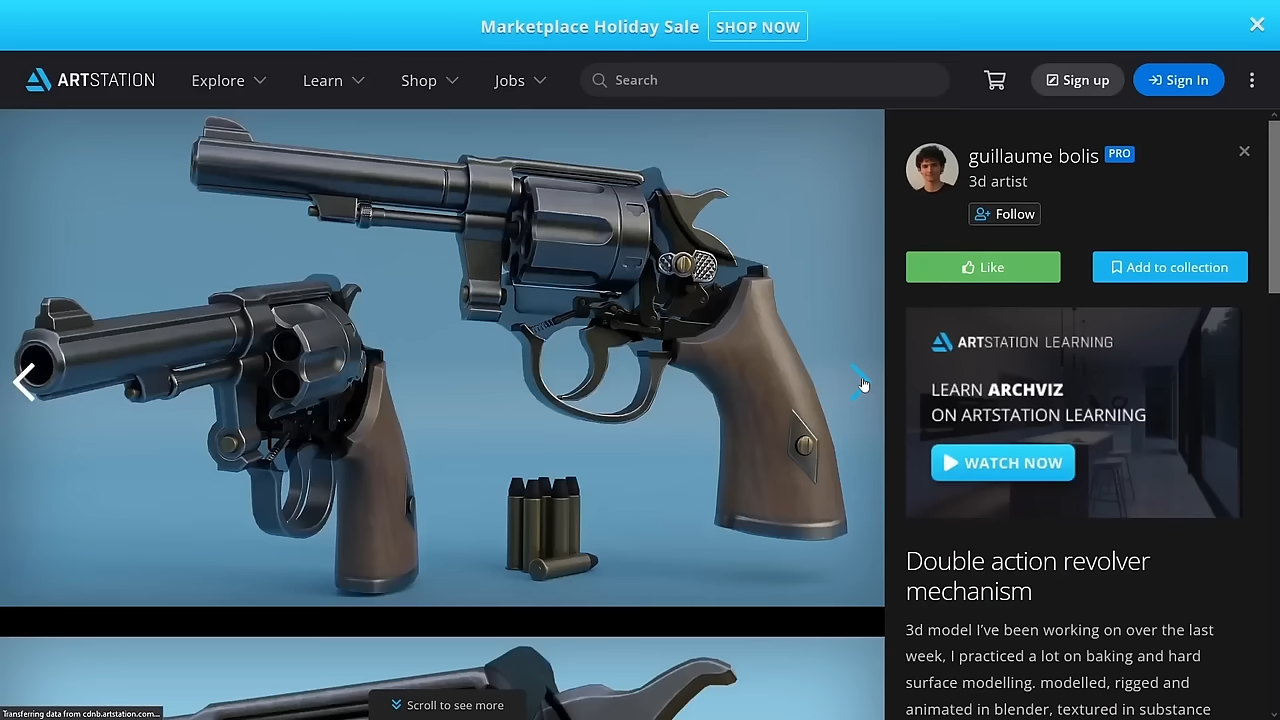 Marketplace Holiday Sale SHOP NOW
ARTSTATION Explore Learn Shop Jobs Search Sign up Sign In
guillaume bolis PRO
3d artist
Follow
Like Add to collection
ARTSTATION LEARNING
LEARN ARCHVIZ
ON ARTSTATION LEARNING
WATCH NOW
Double action revolver
mechanism
3d model I’ve been working on over the last
week, I practiced a lot on baking and hard
surface modelling. modelled, rigged and
animated in blender, textured in substance
Scroll to see more
Transferring data from cdnb.artstation.com...